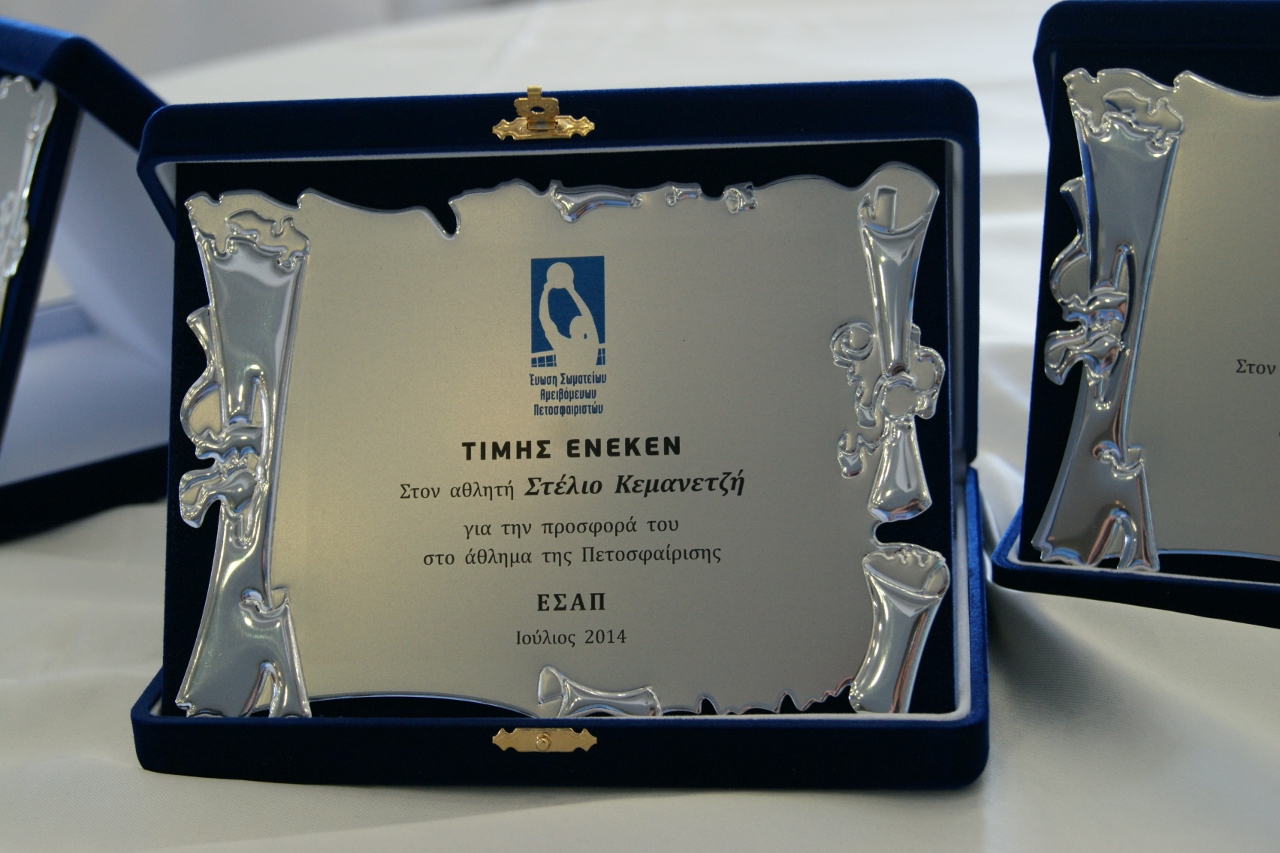 Ένωση Σωματείων
Αμειβόμενων
Πετοσφαιριστών
ΤΙΜΗΣ ΕΝΕΚΕΝ
Στον αθλητή Στέλιο Κεμανετζή
για την προσφορά του
στο άθλημα της Πετοσφαίρισης
ΕΣΑΠ
Ιούλιος 2014
Στον